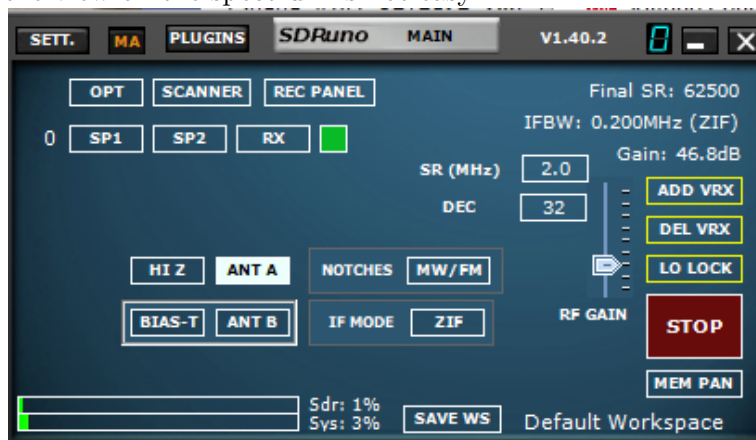 SETT. MA PLUGINS SDRuno MAIN V1.40.2 0
OPT SCANNER REC PANEL Final SR: 62500
IFBW: 0.200MHz (ZIF)
0 SP1 SP2 RX
Gain: 46.8dB
SR (MHz) 2.0
ADD VRX
DEC 32
DEL VRX
HI Z ANT A NOTCHES MW/FM LO LOCK
BIAS-T ANT B IF MODE ZIF RF GAIN STOP
MEM PAN
Sdr: 1%
Sys: 3% SAVE WS Default Workspace